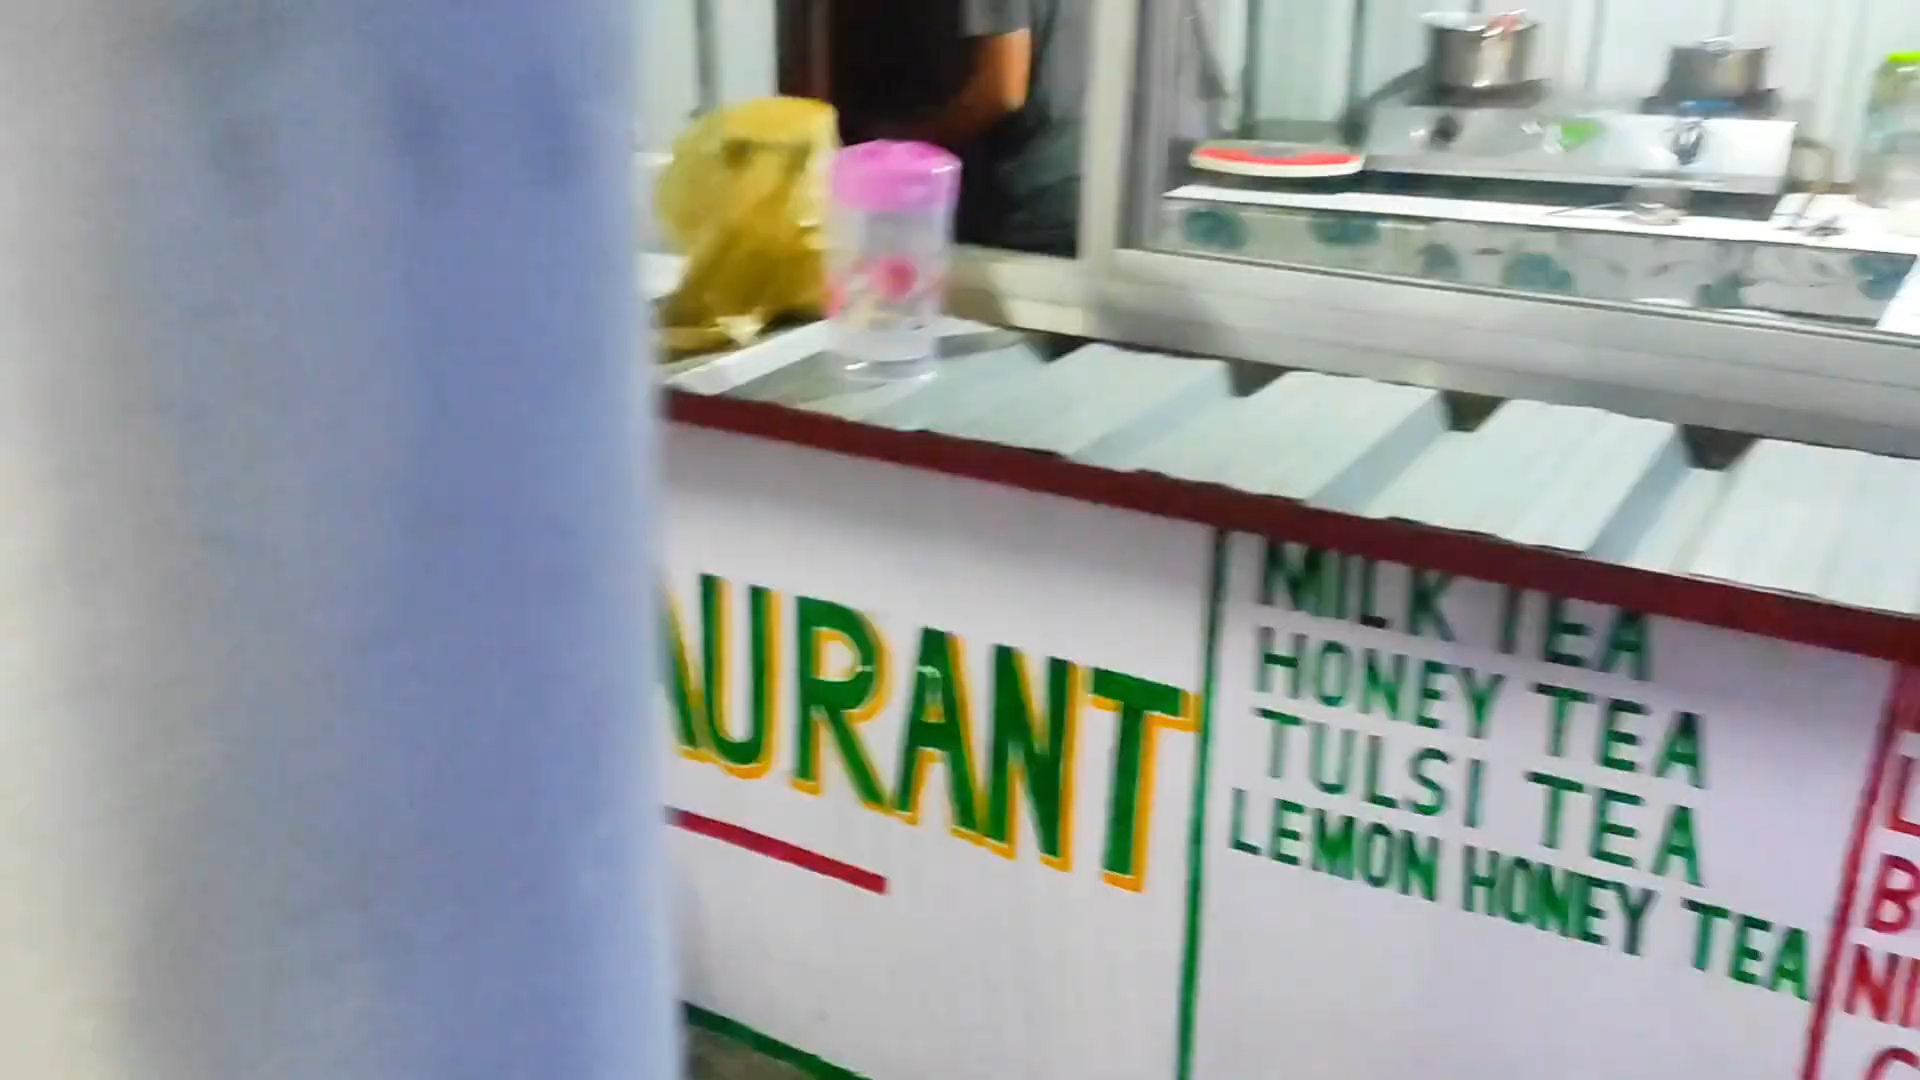 AURANT
MILK TEA
HONEY TEA
TULSI TEA
LEMON HONEY TEA